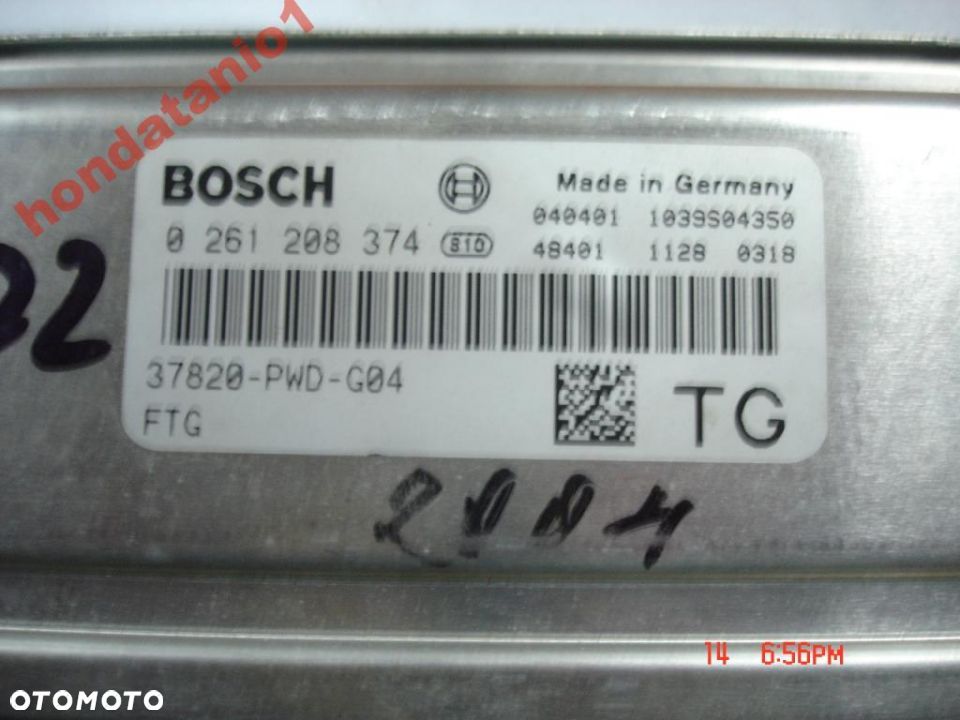 hondatanio1
BOSCH
Made in Germany
0 261 208 374 S10
040401 1039S04350
48401 1128 0318
37820-PWD-G04
FTG
TG
2004
14 6:56PM
OTOMOTO